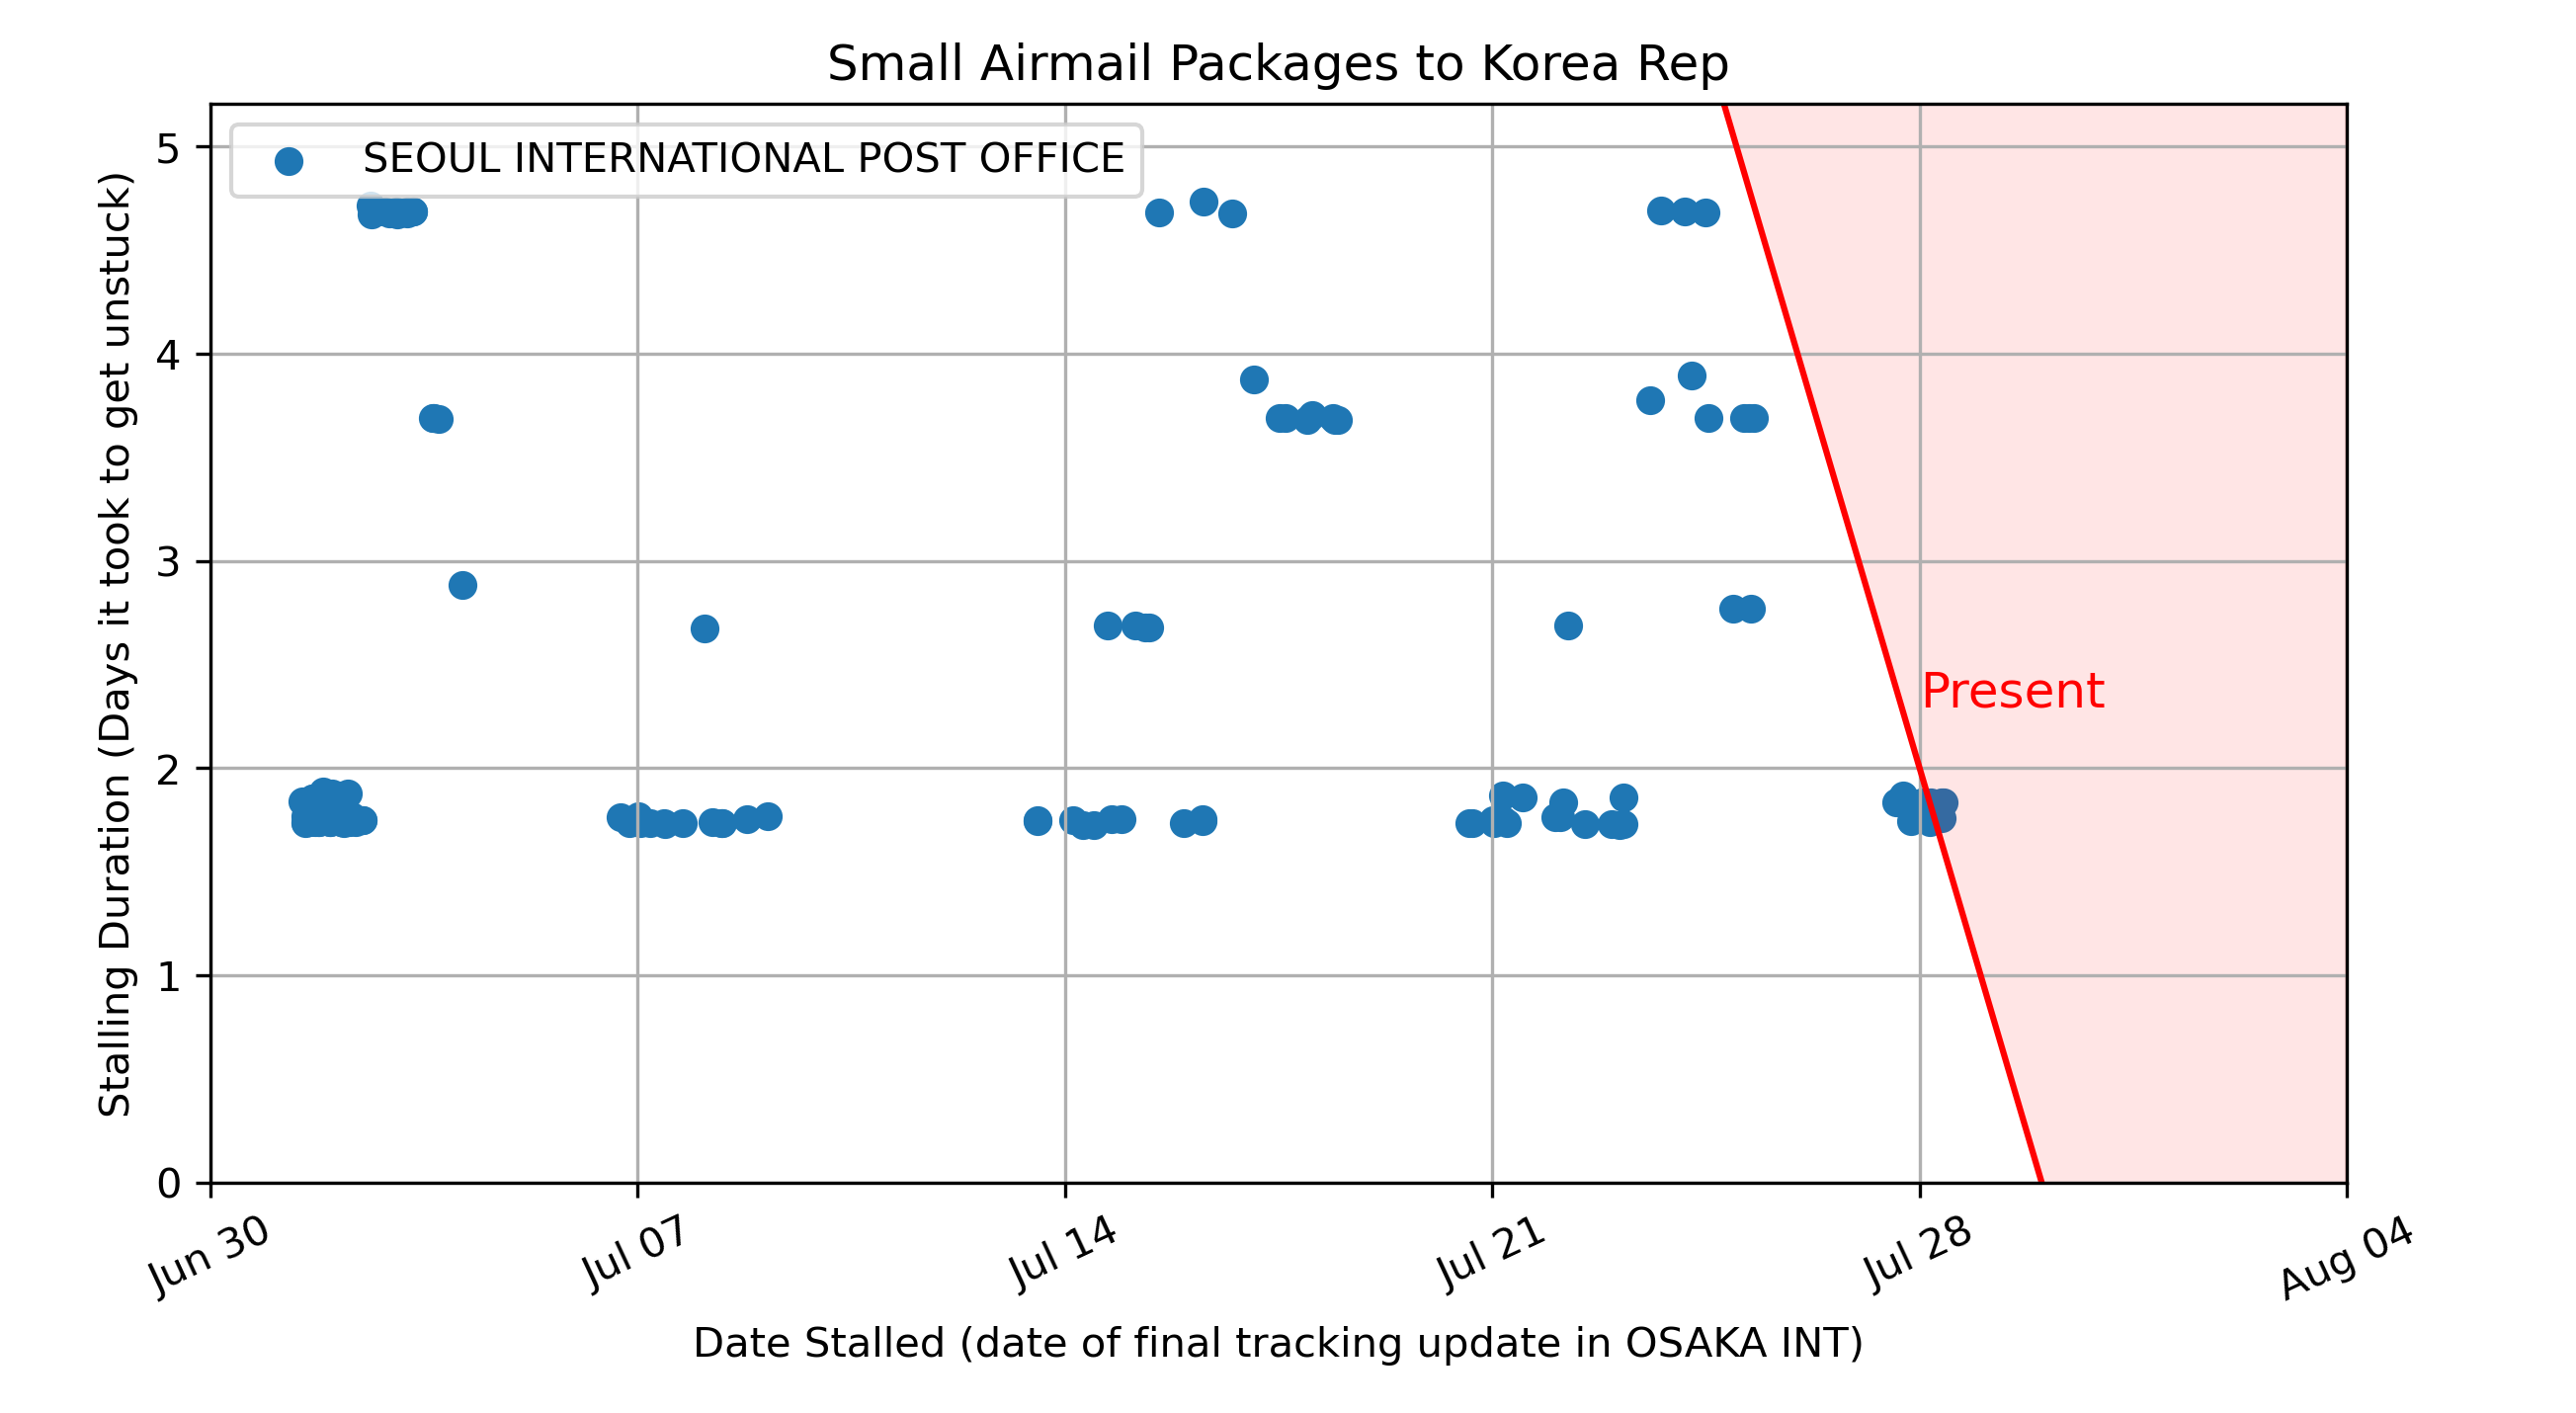 Small Airmail Packages to Korea Rep
SEOUL INTERNATIONAL POST OFFICE
Stalling Duration (Days it took to get unstuck)
5
4
3
2
1
0
Present
Jun 30
Jul 07
Jul 14
Jul 21
Jul 28
Aug 04
Date Stalled (date of final tracking update in OSAKA INT)